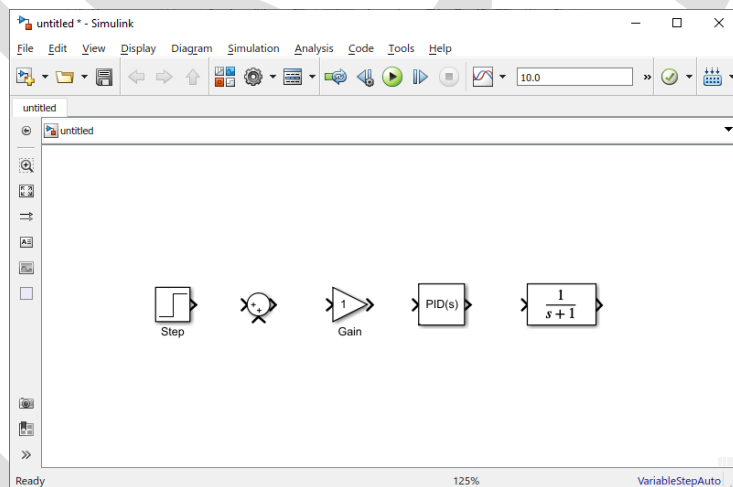 untitled * - Simulink
File Edit View Display Diagram Simulation Analysis Code Tools Help
10.0
untitled
untitled
1
PID(s)
1
s + 1
Step
Gain
Ready 125% VariableStepAuto